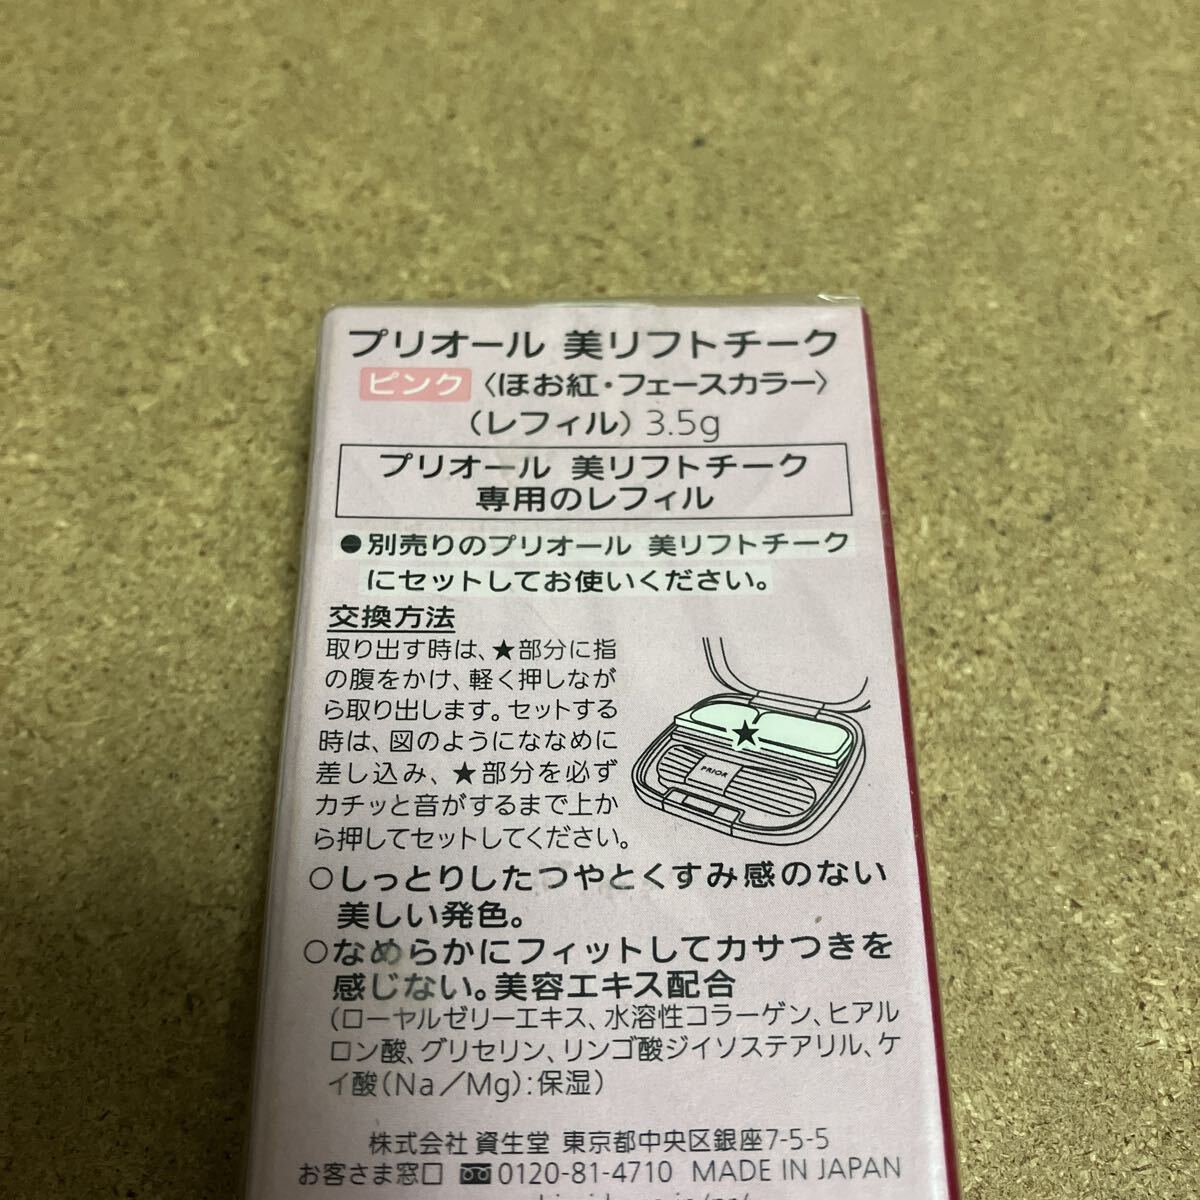 プリオール 美リフトチーク
ピンク 〈ほお紅・フェースカラー〉
(レフィル) 3.5g
プリオール 美リフトチーク
専用のレフィル
●別売りのプリオール 美リフトチーク
にセットしてお使いください。
交換方法
取り出す時は、★部分に指
の腹をかけ、軽く押しなが
ら取り出します。セットする
時は、図のようにななめに
差し込み、★部分を必ず
カチッと音がするまで上か
ら押してセットしてください。
★
PRIOR
○しっとりしたつやとくすみ感のない
美しい発色。
○なめらかにフィットしてカサつきを
感じない。美容エキス配合
(ローヤルゼリーエキス、水溶性コラーゲン、ヒアル
ロン酸、グリセリン、リンゴ酸ジイソステアリル、ケ
イ酸(Na/Mg):保湿)
株式会社 資生堂 東京都中央区銀座7-5-5
お客さま窓口 0120-81-4710 MADE IN JAPAN